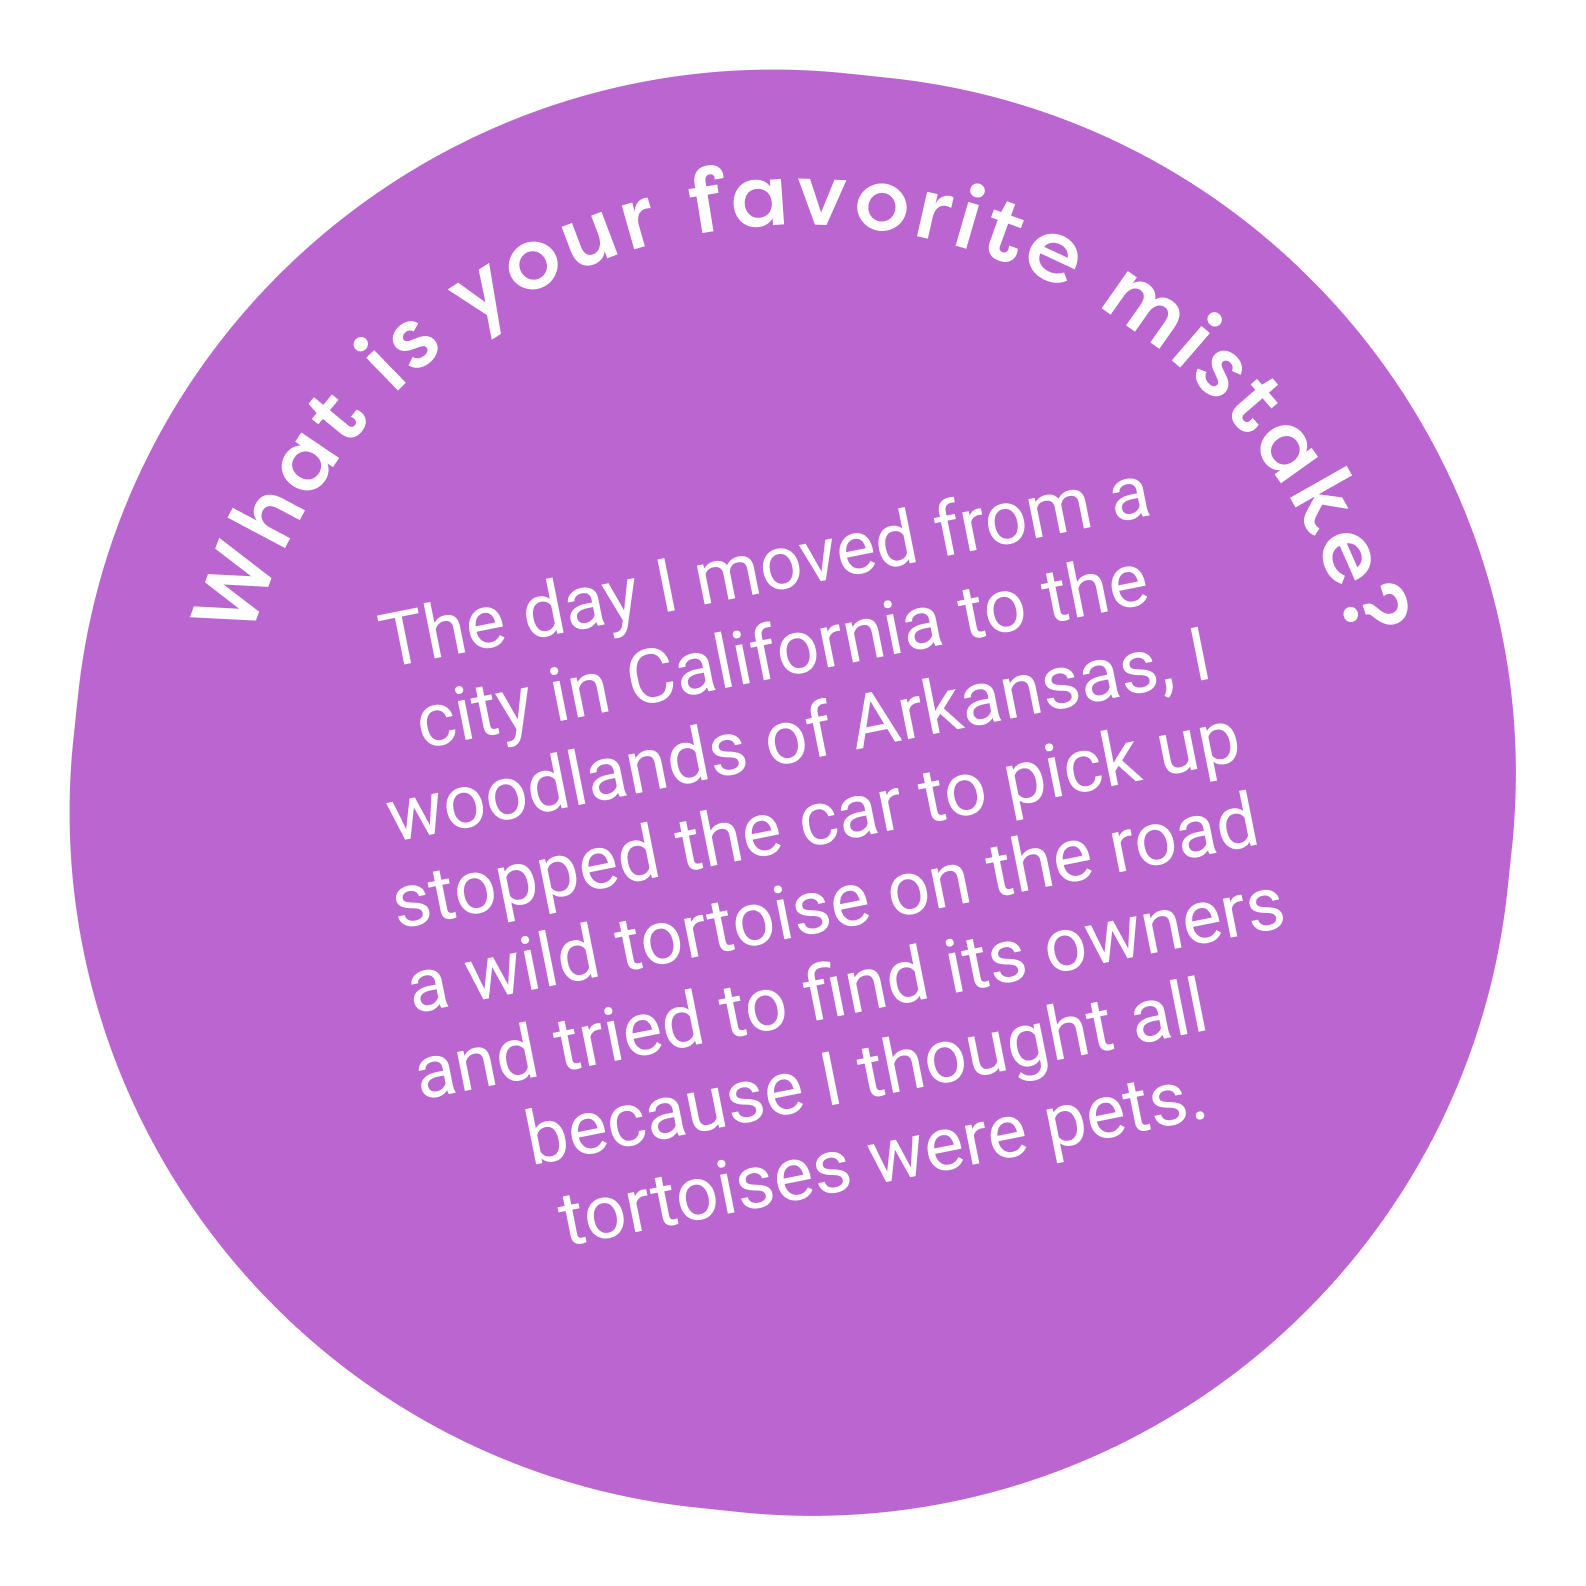 What is your favorite mistake?
The day I moved from a
city in California to the
woodlands of Arkansas, I
stopped the car to pick up
a wild tortoise on the road
and tried to find its owners
because I thought all
tortoises were pets.